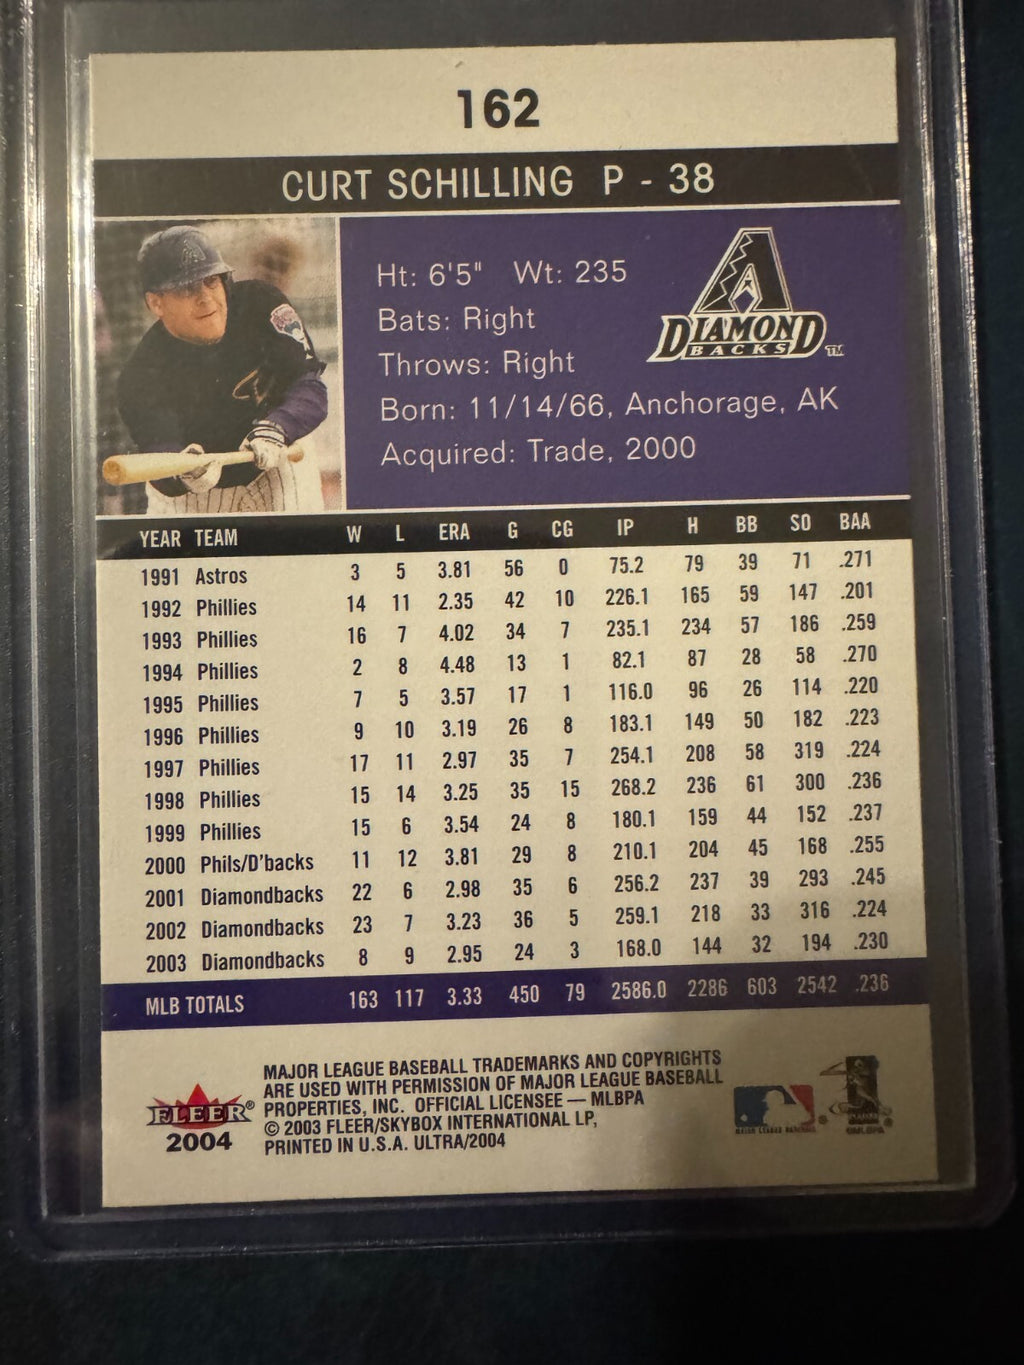 162
CURT SCHILLING P - 38
Ht: 6'5" Wt: 235
Bats: Right
Throws: Right
Born: 11/14/66, Anchorage, AK
Acquired: Trade, 2000
A
DIAMOND
BACKS TM
YEAR TEAM W L ERA G CG IP H BB SO BAA
1991 Astros 3 5 3.81 56 0 75.2 79 39 71 .271
1992 Phillies 14 11 2.35 42 10 226.1 165 59 147 .201
1993 Phillies 16 7 4.02 34 7 235.1 234 57 186 .259
1994 Phillies 2 8 4.48 13 1 82.1 87 28 58 .270
1995 Phillies 7 5 3.57 17 1 116.0 96 26 114 .220
1996 Phillies 9 10 3.19 26 8 183.1 149 50 182 .223
1997 Phillies 17 11 2.97 35 7 254.1 208 58 319 .224
1998 Phillies 15 14 3.25 35 15 268.2 236 61 300 .236
1999 Phillies 15 6 3.54 24 8 180.1 159 44 152 .237
2000 Phils/D'backs 11 12 3.81 29 8 210.1 204 45 168 .255
2001 Diamondbacks 22 6 2.98 35 6 256.2 237 39 293 .245
2002 Diamondbacks 23 7 3.23 36 5 259.1 218 33 316 .224
2003 Diamondbacks 8 9 2.95 24 3 168.0 144 32 194 .230
MLB TOTALS 163 117 3.33 450 79 2586.0 2286 603 2542 .236
FLEER®
2004
MAJOR LEAGUE BASEBALL TRADEMARKS AND COPYRIGHTS
ARE USED WITH PERMISSION OF MAJOR LEAGUE BASEBALL
PROPERTIES, INC. OFFICIAL LICENSEE — MLBPA
© 2003 FLEER/SKYBOX INTERNATIONAL LP,
PRINTED IN U.S.A. ULTRA/2004
MAJOR LEAGUE BASEBALL ®
©MLBPA